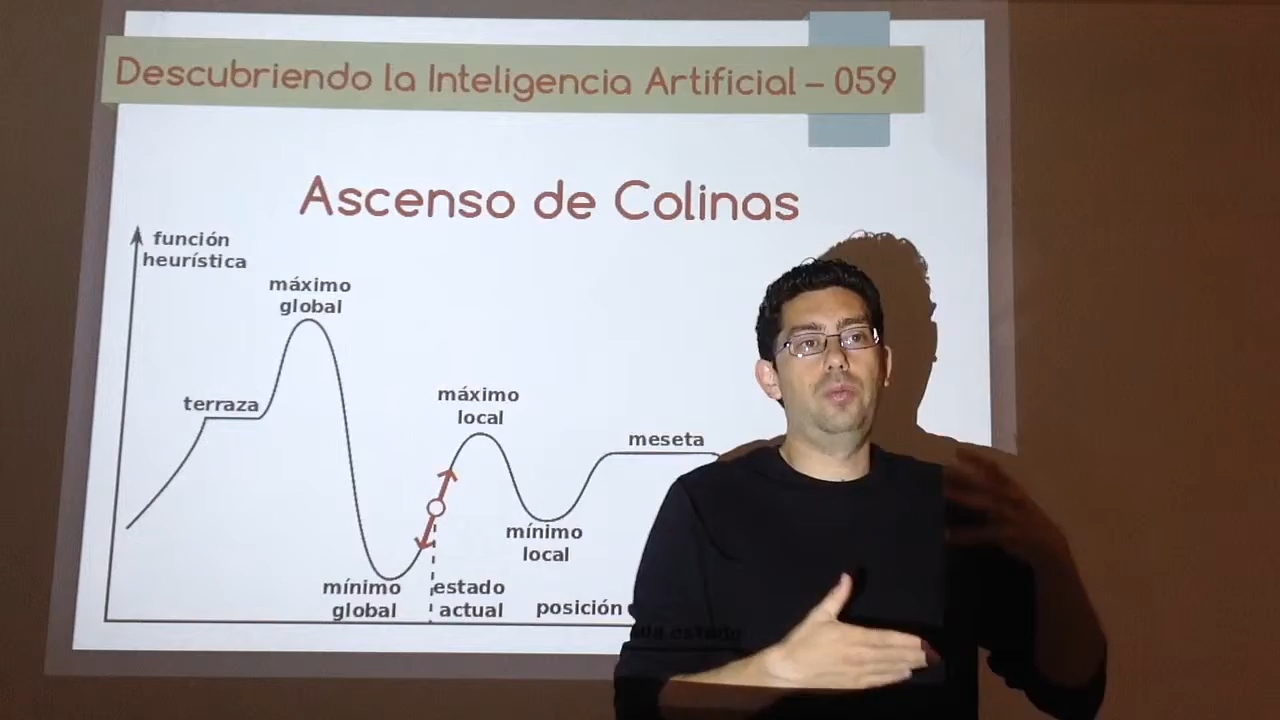 Descubriendo la Inteligencia Artificial – 059
Ascenso de Colinas
función
heurística
máximo
global
terraza
máximo
local
meseta
mínimo
local
mínimo
global
estado
actual
posición
estado